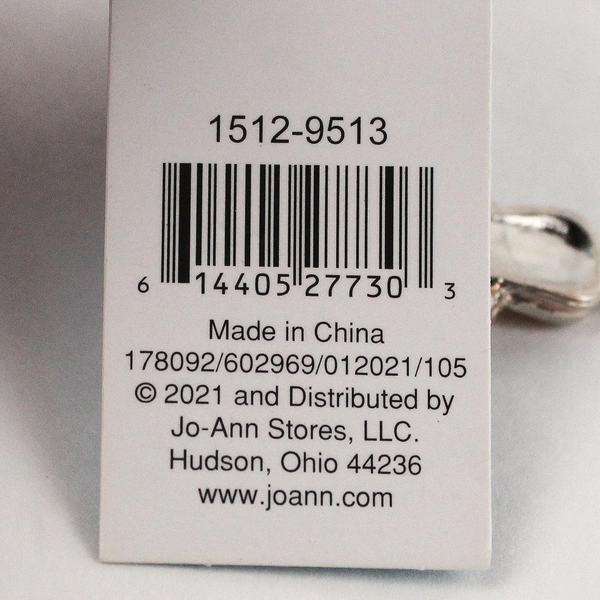 1512-9513
6 14405 27730 3
Made in China
178092/602969/012021/105
© 2021 and Distributed by
Jo-Ann Stores, LLC.
Hudson, Ohio 44236
www.joann.com